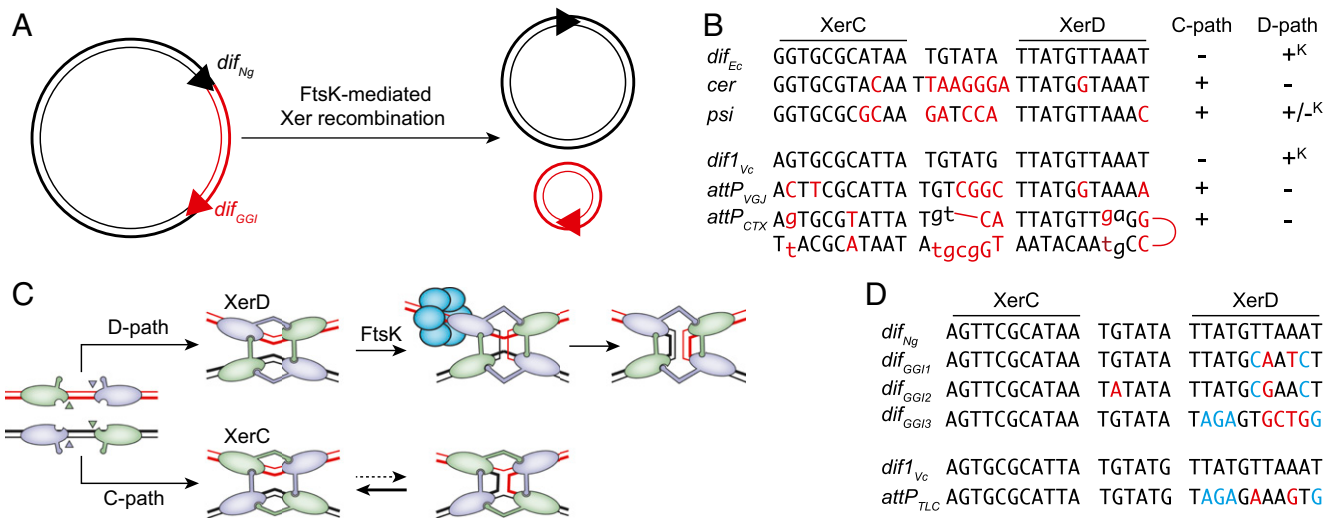 A
dif_Ng
dif_GGI
FtsK-mediated
Xer recombination
B
XerC XerD C-path D-path
dif_Ec GGTGCGCATAA TGTATA TTATGTTAAAT - +^K
cer GGTGCGTACAA TTAAGGGA TTATGGTAAAT + -
psi GGTGCGCGCAA GATCCA TTATGTTAAAC + +/-^K
dif1_Vc AGTGCGCATTA TGTATG TTATGTTAAAT - +^K
attP_VGJ ACTTCGCATTA TGTCGGC TTATGGTAAAA + -
attP_CTX AgTGCGTATTA Tgt CA TTATGTTgaGG + -
TtACGCATAAT AtgcgGT AATACAAtgCC
C
D-path
XerD
FtsK
C-path
XerC
D
XerC XerD
dif_Ng AGTTCGCATAA TGTATA TTATGTTAAAT
dif_GGI1 AGTTCGCATAA TGTATA TTATGCAATCT
dif_GGI2 AGTTCGCATAA TATATA TTATGCGAACT
dif_GGI3 AGTTCGCATAA TGTATA TAGAGTGCTGG
dif1_Vc AGTGCGCATTA TGTATG TTATGTTAAAT
attP_TLC AGTGCGCATTA TGTATG TAGAGAAAGTG